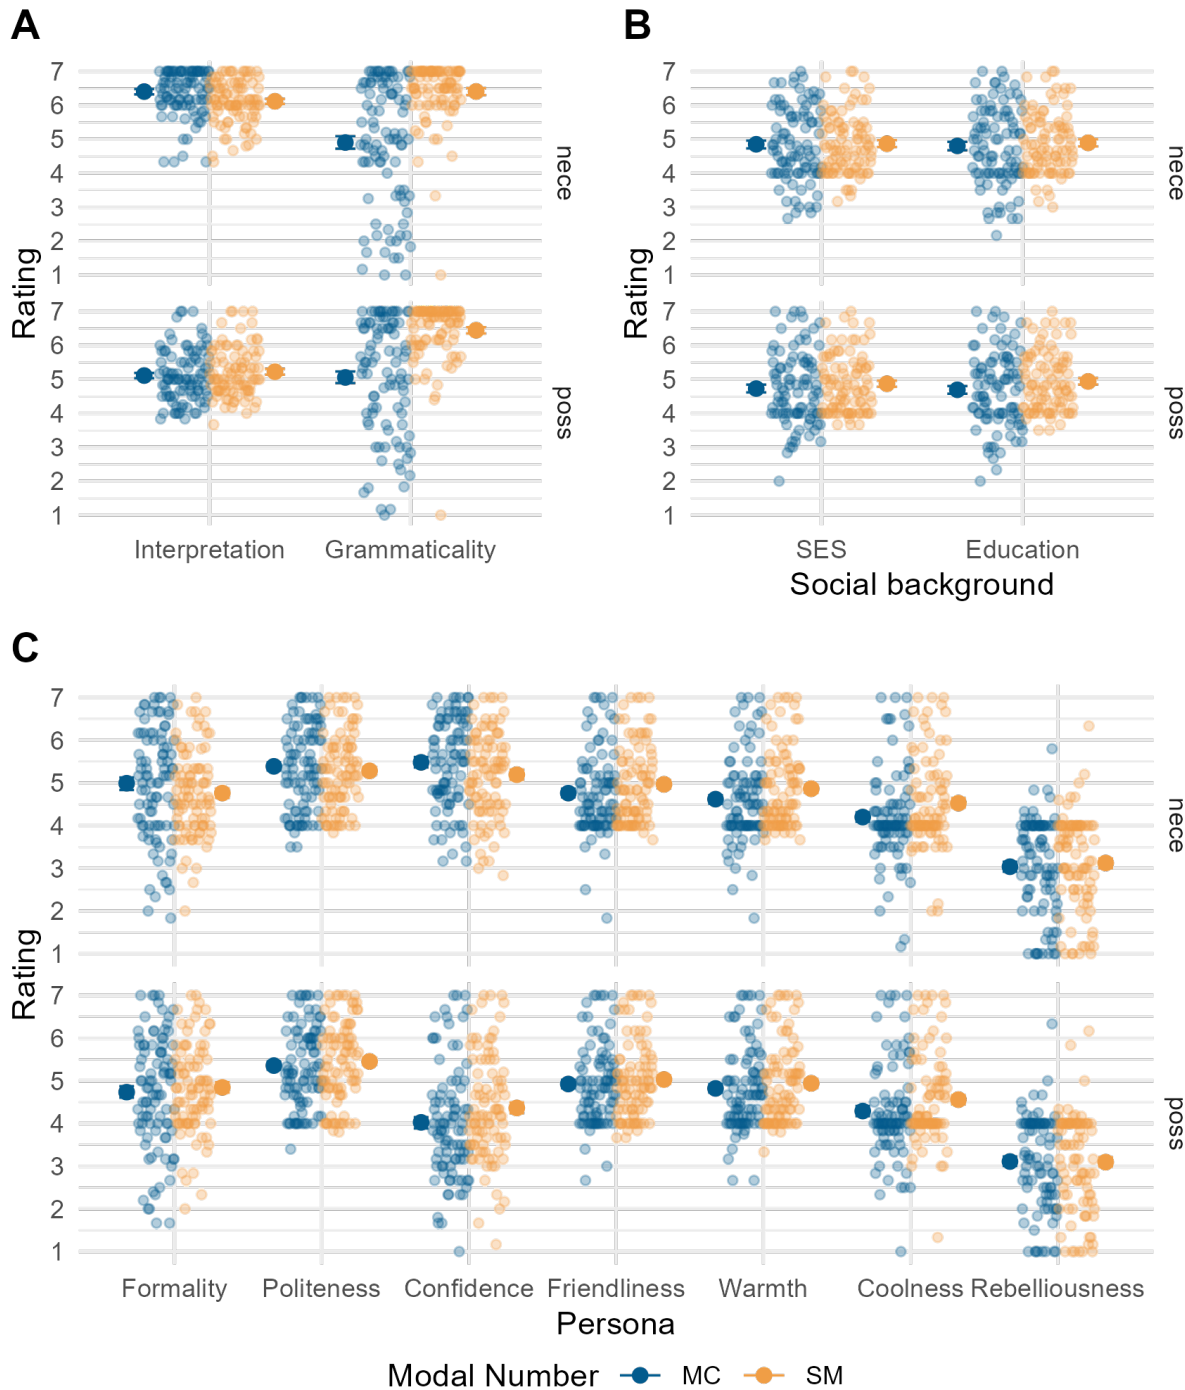 A
B
7
6
5
4
3
2
1
nece
7
6
5
4
3
2
1
nece
Rating
Rating
7
6
5
4
3
2
1
poss
7
6
5
4
3
2
1
poss
Interpretation Grammaticality
SES Education
Social background
C
7
6
5
4
3
2
1
nece
Rating
7
6
5
4
3
2
1
poss
Formality Politeness Confidence Friendliness Warmth Coolness Rebelliousness
Persona
Modal Number MC SM